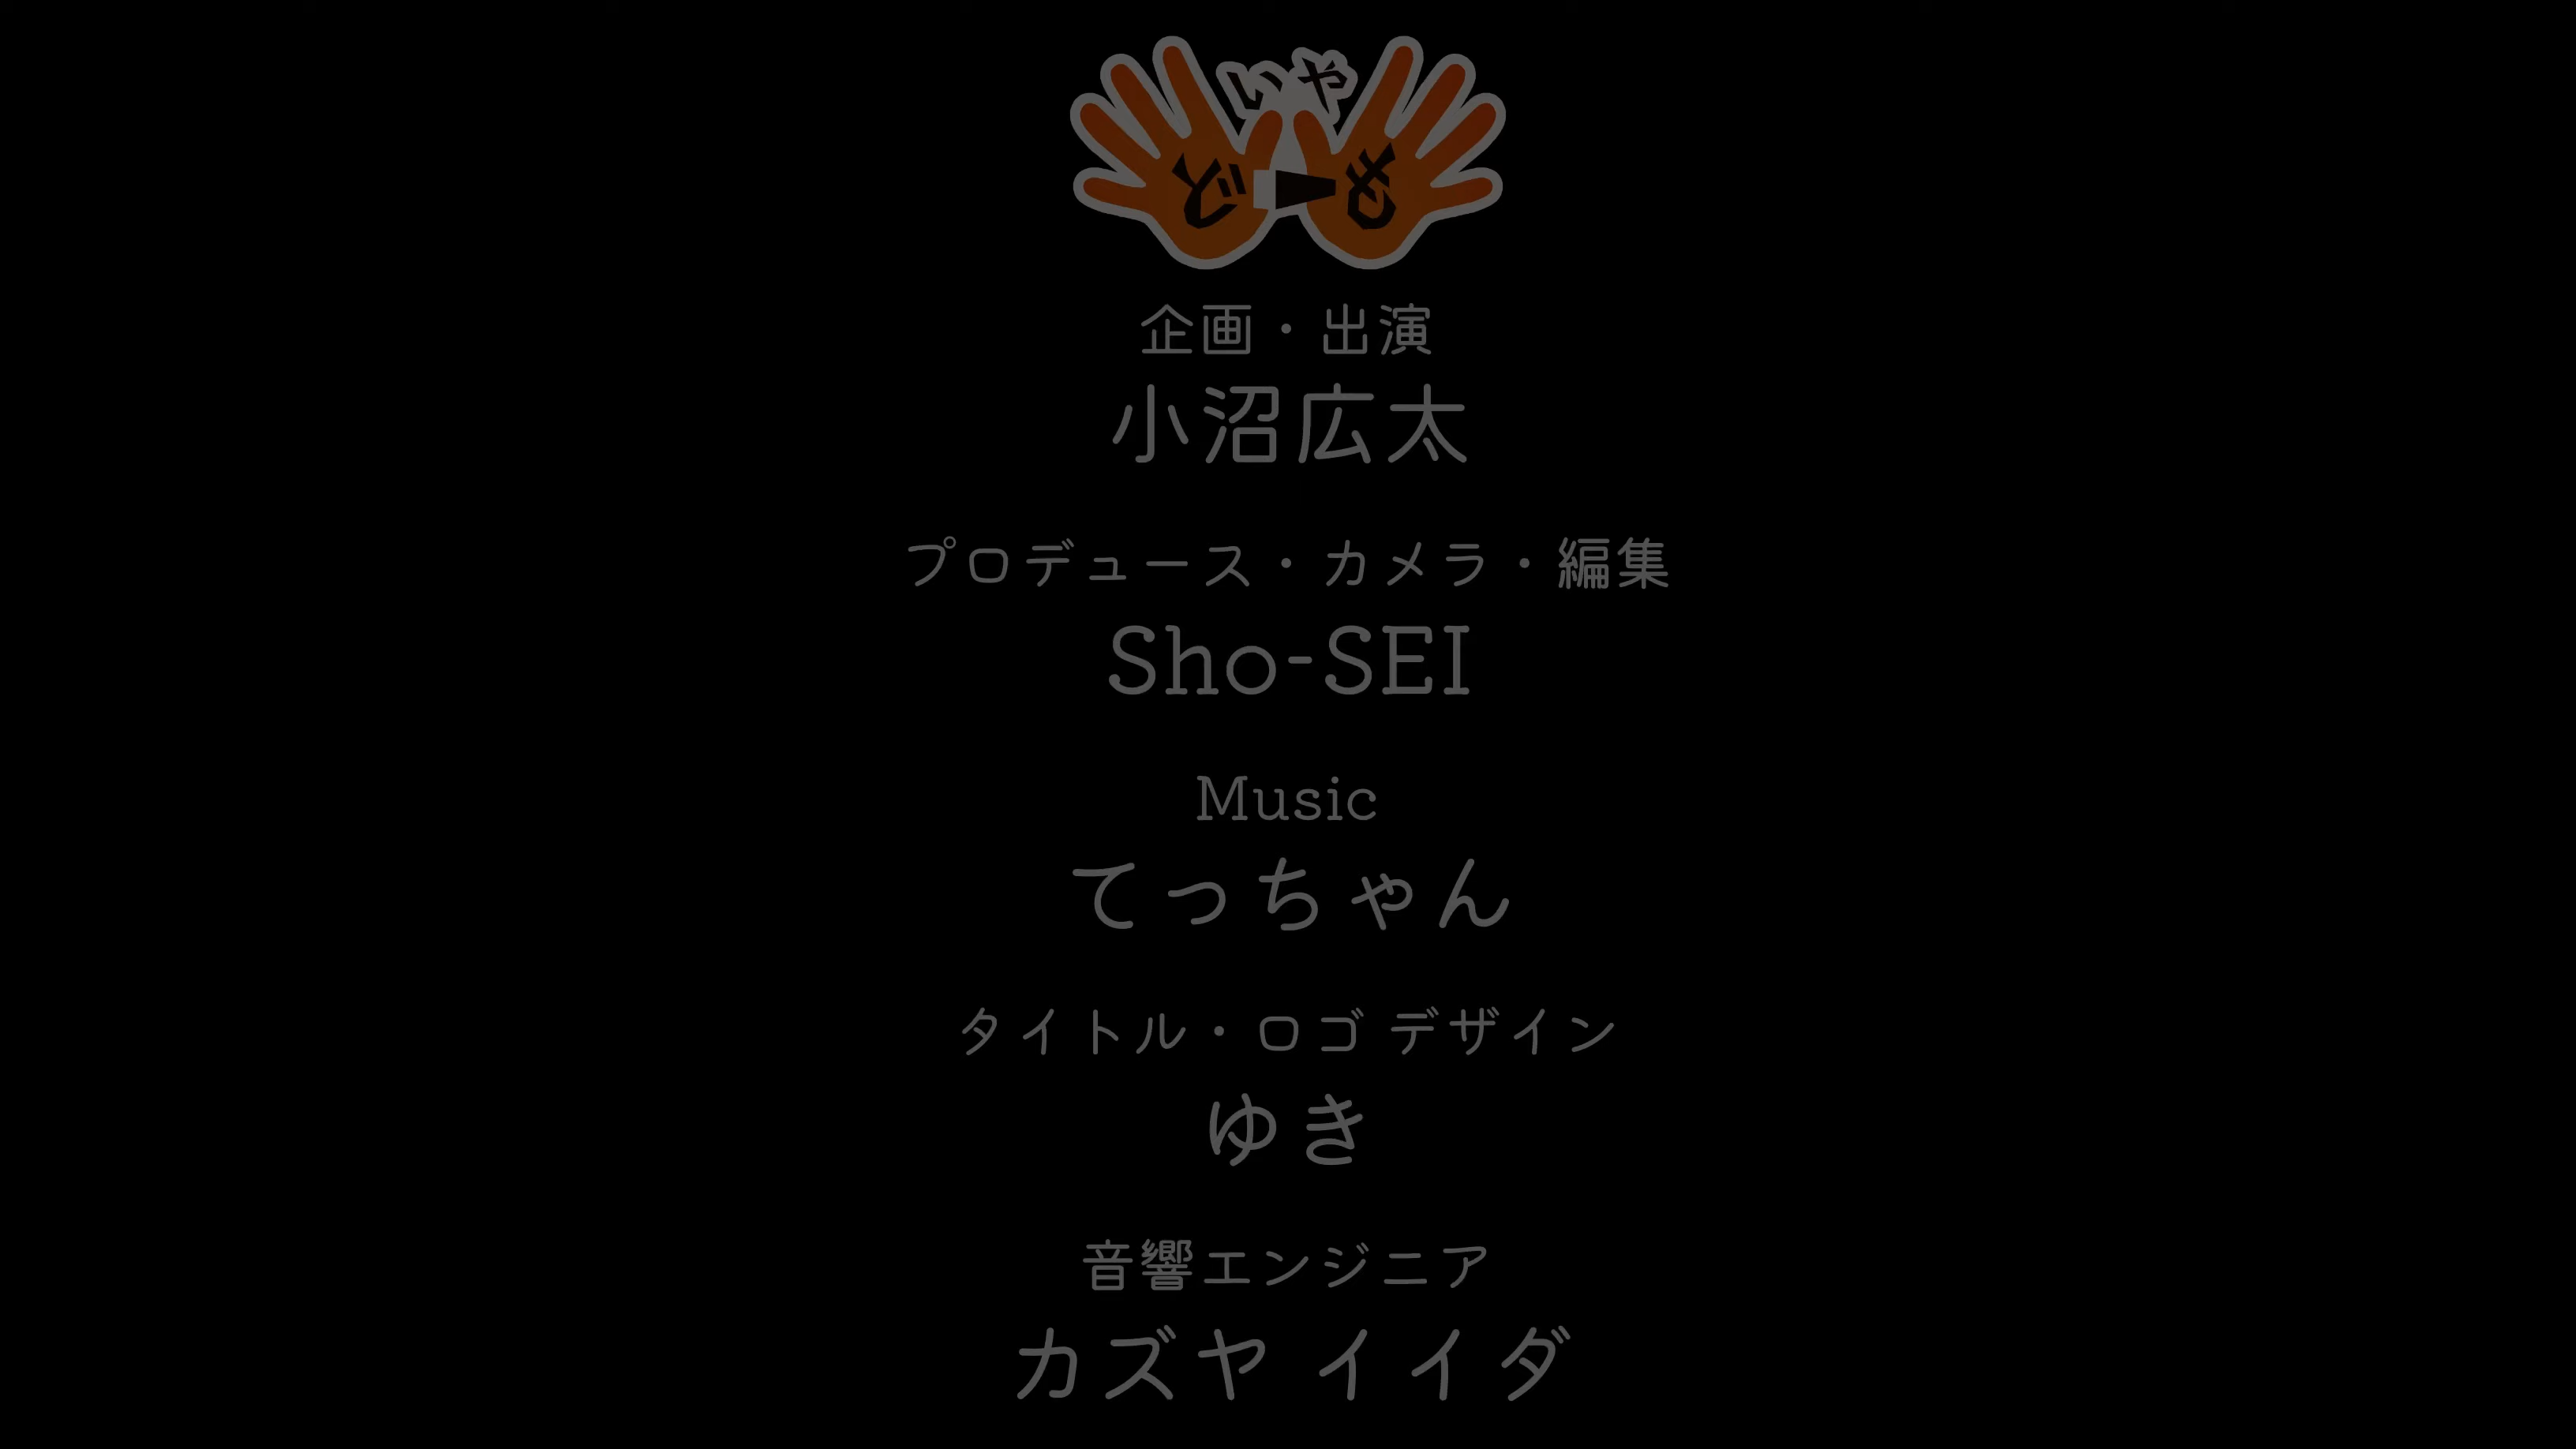 いや
ど━も
企画・出演
小沼広太
プロデュース・カメラ・編集
Sho-SEI
Music
てっちゃん
タイトル・ロゴ デザイン
ゆき
音響エンジニア
カズヤ イイダ